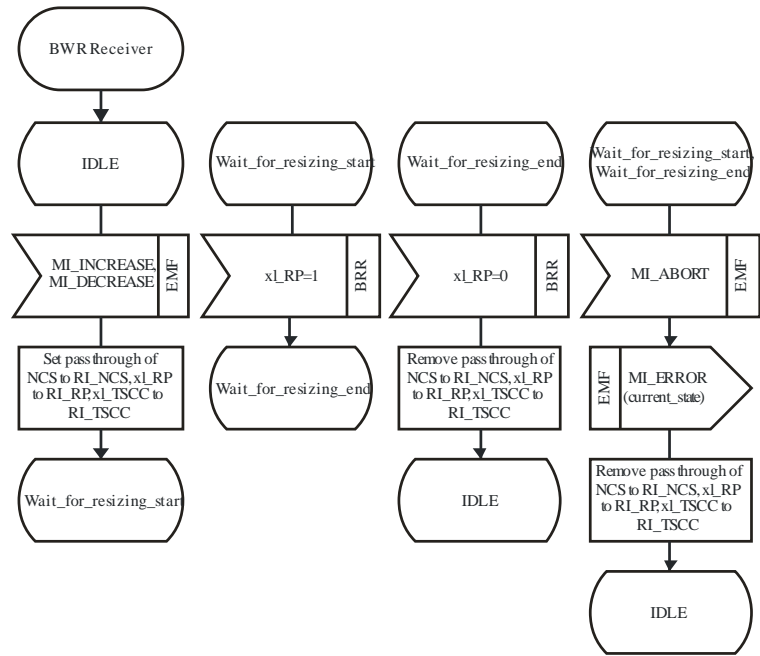 BWR Receiver
IDLE
MI_INCREASE,
MI_DECREASE
EMF
Set pass through of
NCS to RI_NCS, xl_RP
to RI_RP, xl_TSCC to
RI_TSCC
Wait_for_resizing_start
Wait_for_resizing_start
xl_RP=1
BRR
Wait_for_resizing_end
Wait_for_resizing_end
xl_RP=0
BRR
Remove pass through of
NCS to RI_NCS, xl_RP
to RI_RP, xl_TSCC to
RI_TSCC
IDLE
Wait_for_resizing_start,
Wait_for_resizing_end
MI_ABORT
EMF
EMF
MI_ERROR
(current_state)
Remove pass through of
NCS to RI_NCS, xl_RP
to RI_RP, xl_TSCC to
RI_TSCC
IDLE